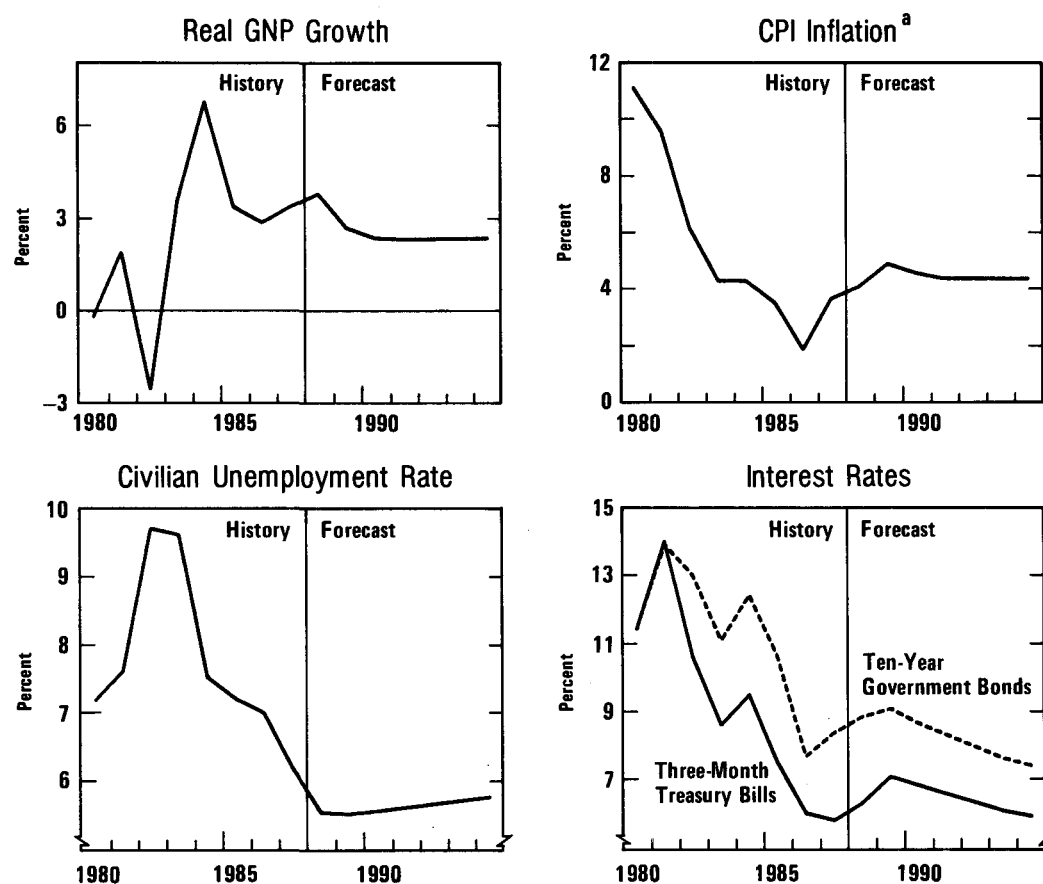 Real GNP Growth
History
Forecast
6
3
0
−3
Percent
1980
1985
1990
CPI Inflation a
History
Forecast
12
8
4
0
Percent
1980
1985
1990
Civilian Unemployment Rate
History
Forecast
10
9
8
7
6
Percent
1980
1985
1990
Interest Rates
History
Forecast
15
13
11
9
7
Percent
Ten-Year
Government Bonds
Three-Month
Treasury Bills
1980
1985
1990